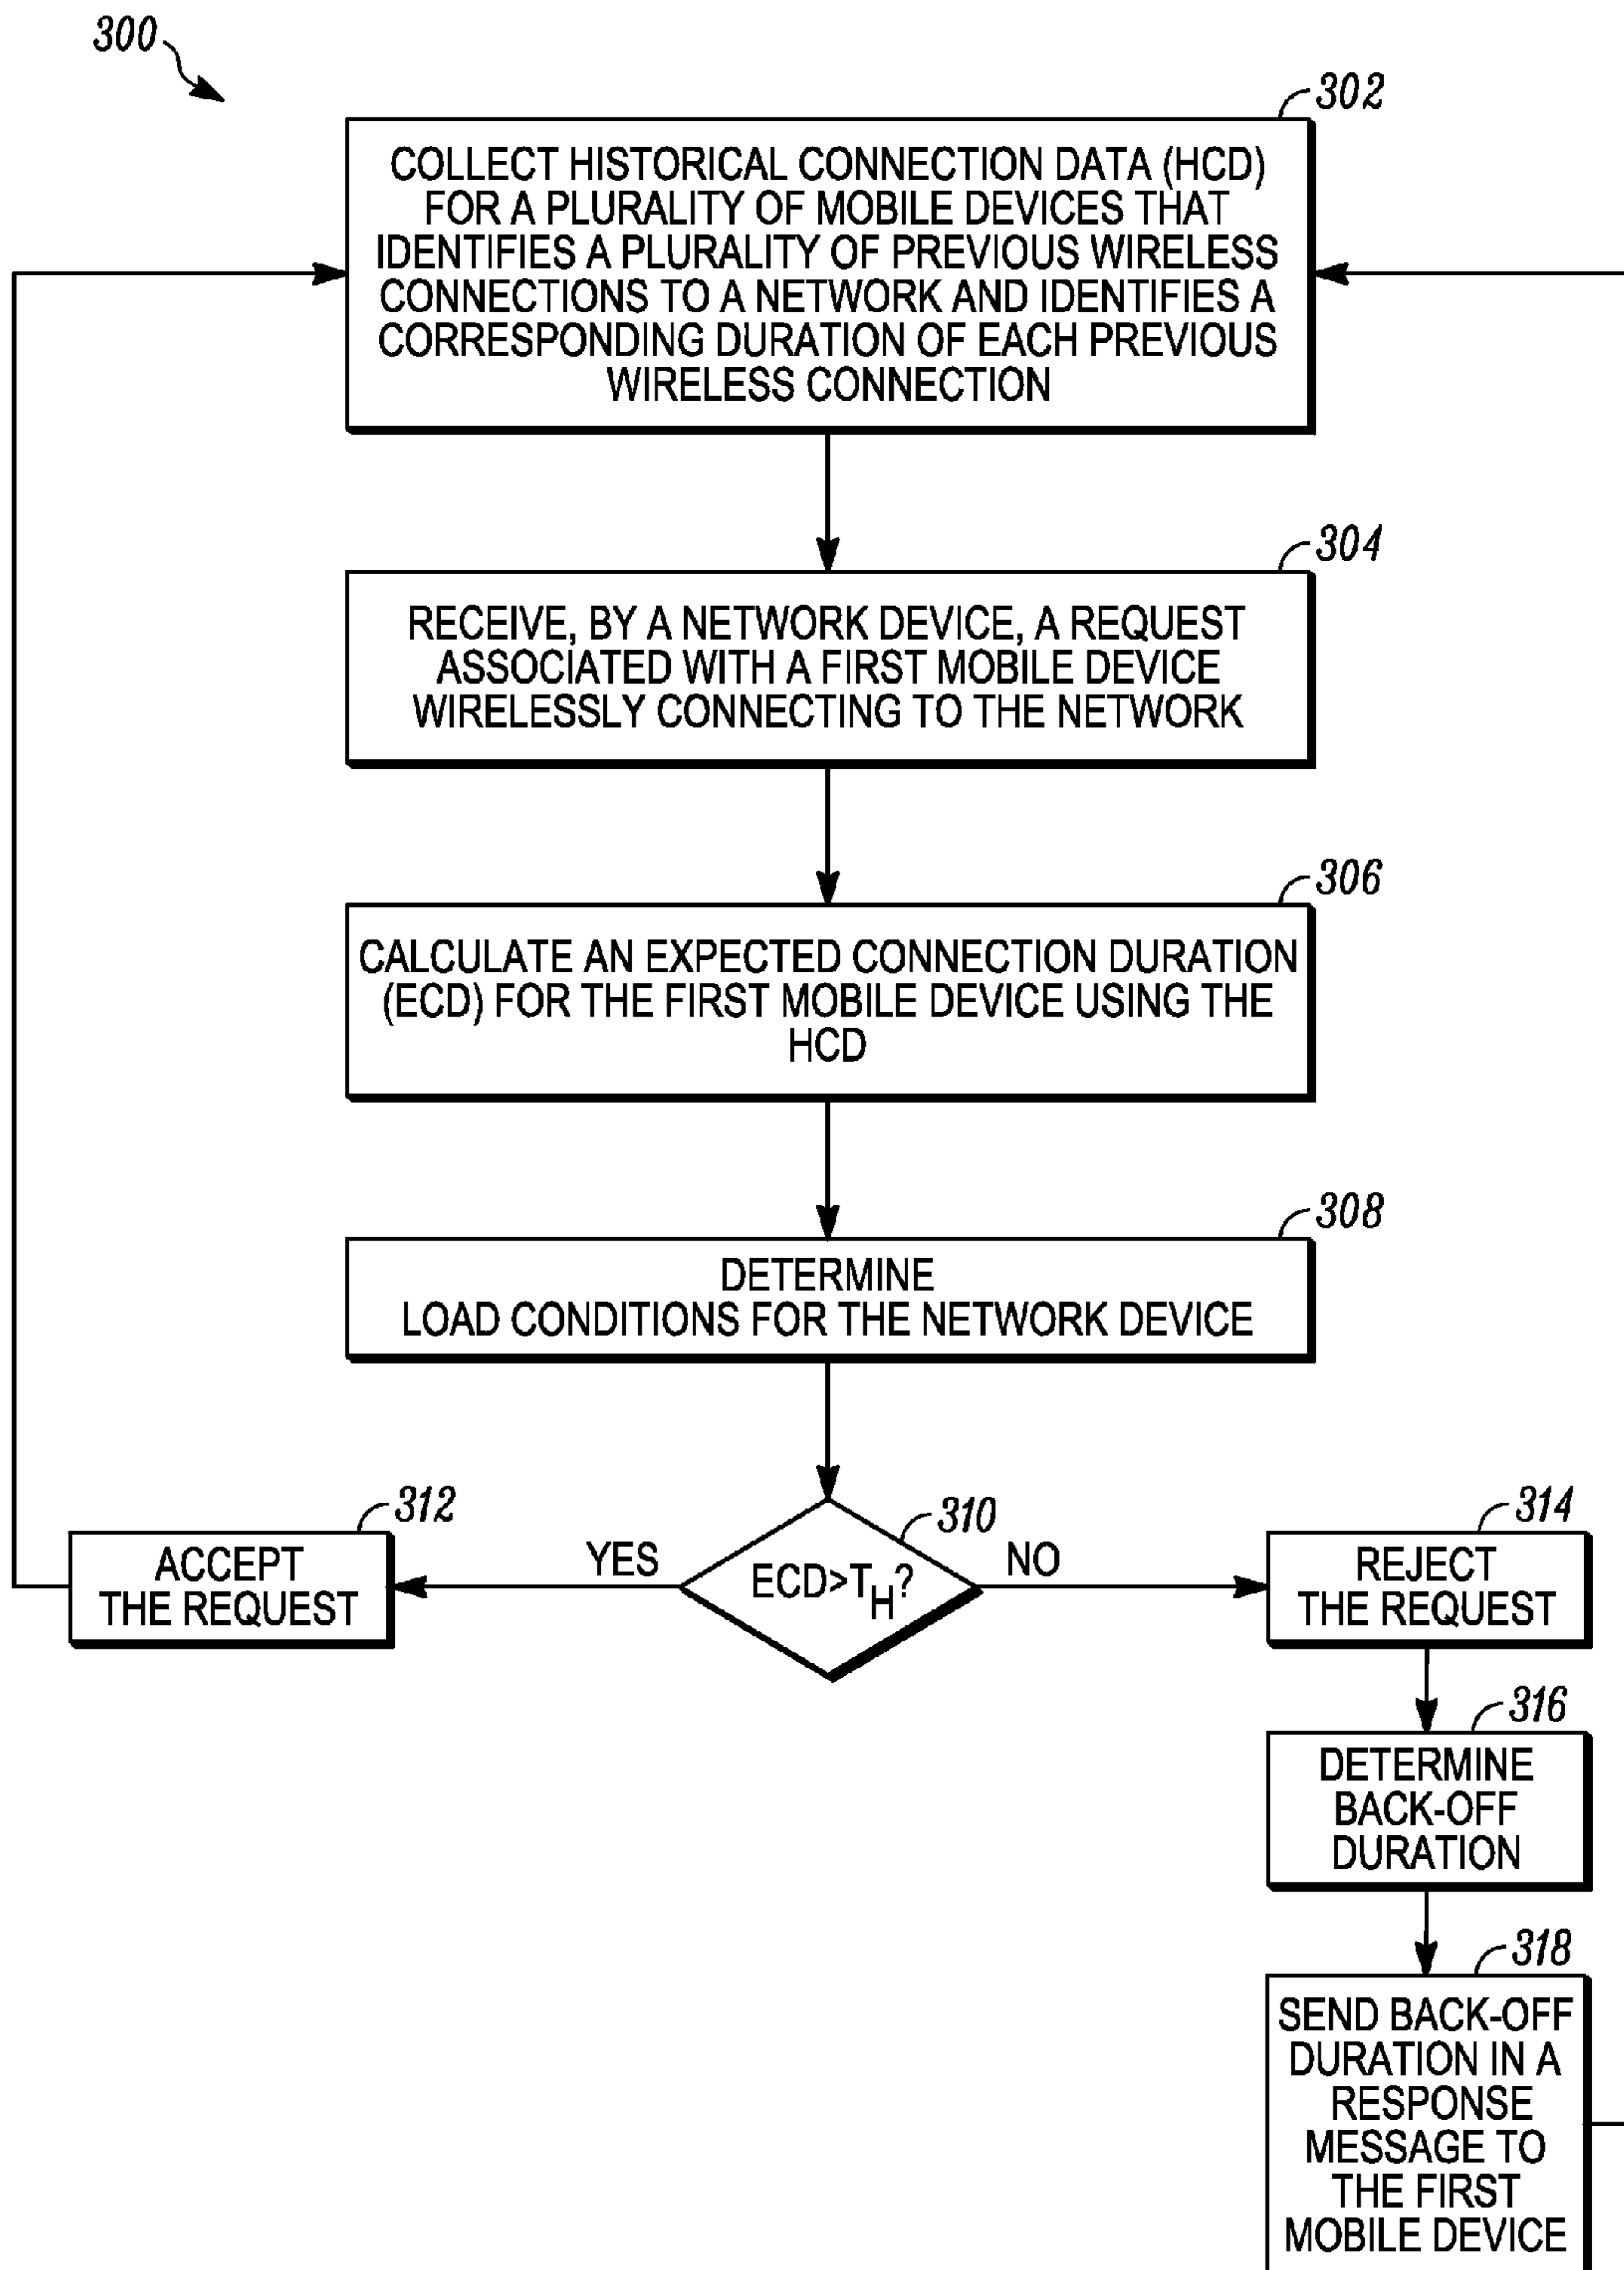 300
302
COLLECT HISTORICAL CONNECTION DATA (HCD)
FOR A PLURALITY OF MOBILE DEVICES THAT
IDENTIFIES A PLURALITY OF PREVIOUS WIRELESS
CONNECTIONS TO A NETWORK AND IDENTIFIES A
CORRESPONDING DURATION OF EACH PREVIOUS
WIRELESS CONNECTION
304
RECEIVE, BY A NETWORK DEVICE, A REQUEST
ASSOCIATED WITH A FIRST MOBILE DEVICE
WIRELESSLY CONNECTING TO THE NETWORK
306
CALCULATE AN EXPECTED CONNECTION DURATION
(ECD) FOR THE FIRST MOBILE DEVICE USING THE
HCD
308
DETERMINE
LOAD CONDITIONS FOR THE NETWORK DEVICE
310
ECD>TH?
YES
NO
312
ACCEPT
THE REQUEST
314
REJECT
THE REQUEST
316
DETERMINE
BACK-OFF
DURATION
318
SEND BACK-OFF
DURATION IN A
RESPONSE
MESSAGE TO
THE FIRST
MOBILE DEVICE